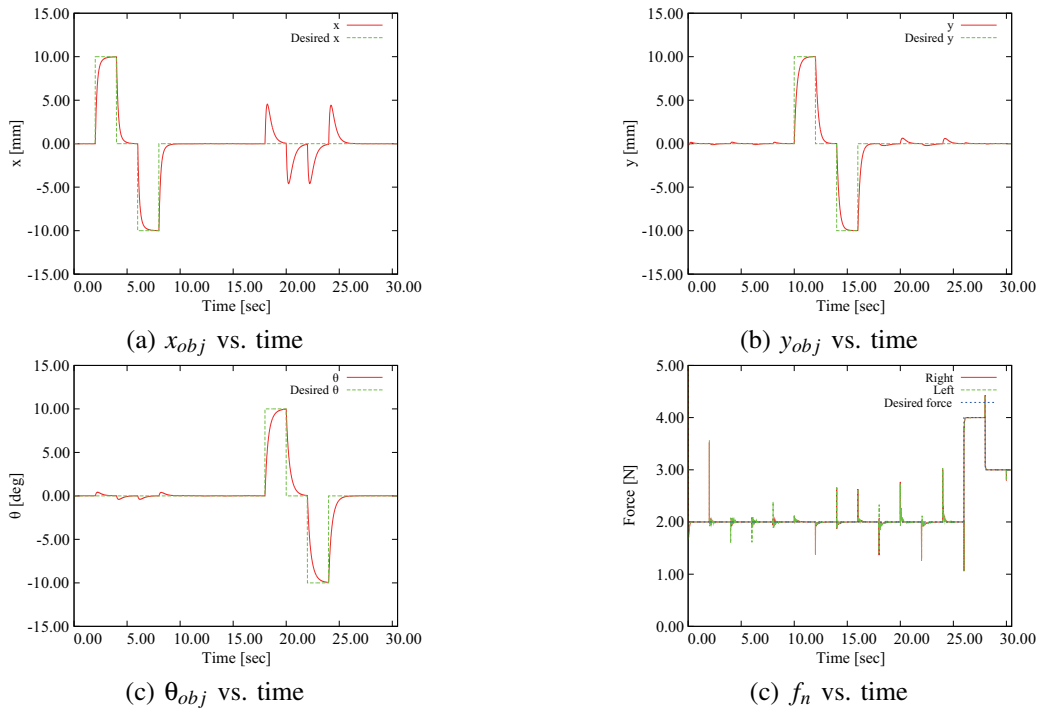 x
Desired x
15.00
10.00
5.00
0.00
-5.00
-10.00
-15.00
x [mm]
0.00 5.00 10.00 15.00 20.00 25.00 30.00
Time [sec]
(a) x_obj vs. time
y
Desired y
15.00
10.00
5.00
0.00
-5.00
-10.00
-15.00
y [mm]
0.00 5.00 10.00 15.00 20.00 25.00 30.00
Time [sec]
(b) y_obj vs. time
θ
Desired θ
15.00
10.00
5.00
0.00
-5.00
-10.00
-15.00
θ [deg]
0.00 5.00 10.00 15.00 20.00 25.00 30.00
Time [sec]
(c) θ_obj vs. time
Right
Left
Desired force
5.00
4.00
3.00
2.00
1.00
0.00
Force [N]
0.00 5.00 10.00 15.00 20.00 25.00 30.00
Time [sec]
(c) f_n vs. time